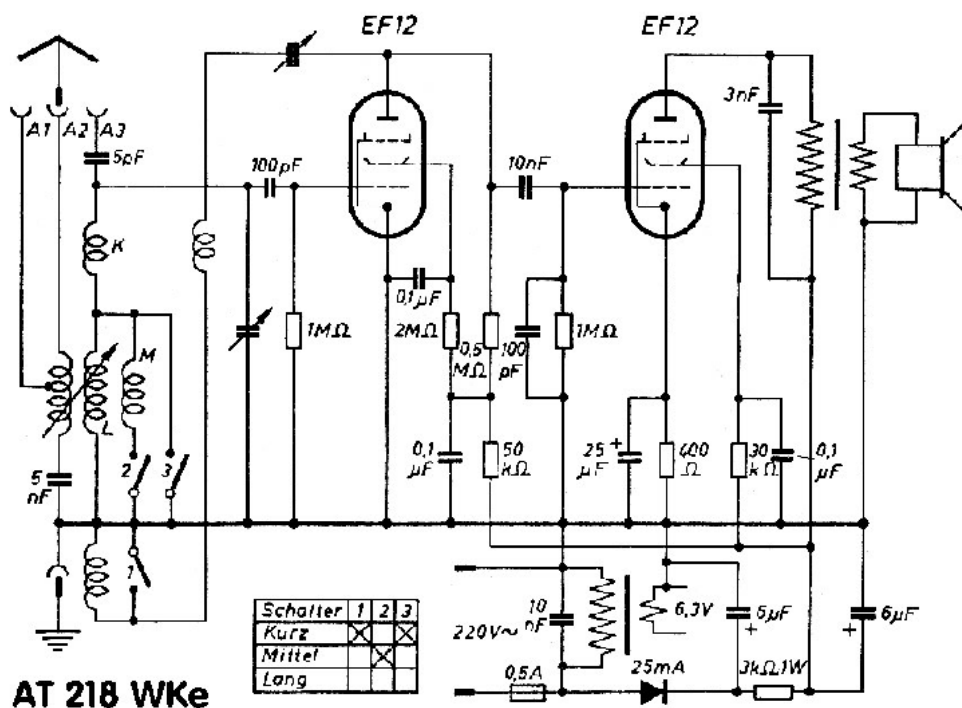 EF12
EF12
A1
A2
A3
5pF
3nF
100pF
10nF
K
0,1µF
1MΩ
2MΩ
0,5
MΩ
100
pF
1MΩ
M
L
2
3
5
nF
0,1
µF
50
kΩ
25
µF
+
400
Ω
30
kΩ
0,1
µF
1
Schalter 1 2 3
Kurz
Mittel
Lang
220V~
10
nF
6,3V
5µF
+
6µF
+
0,5A
25mA
3kΩ1W
AT 218 WKe